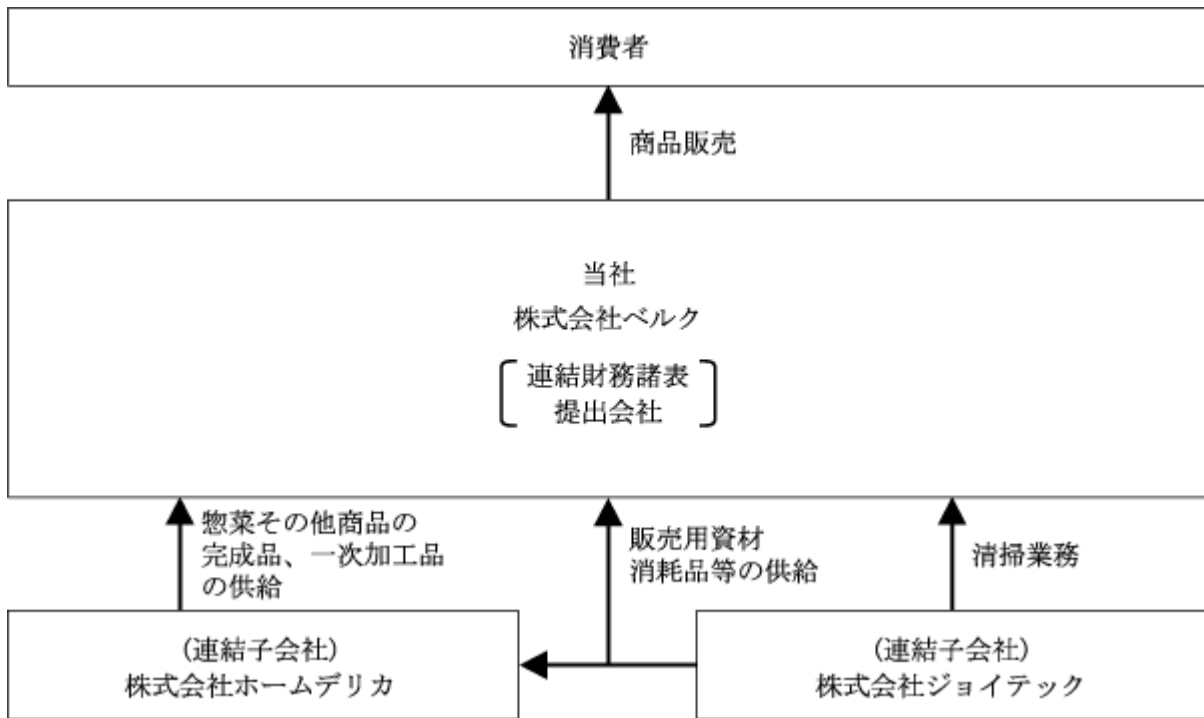 消費者
商品販売
当社
株式会社ベルク
連結財務諸表
提出会社
惣菜その他商品の
完成品、一次加工品
の供給
販売用資材
消耗品等の供給
清掃業務
(連結子会社)
株式会社ホームデリカ
(連結子会社)
株式会社ジョイテック